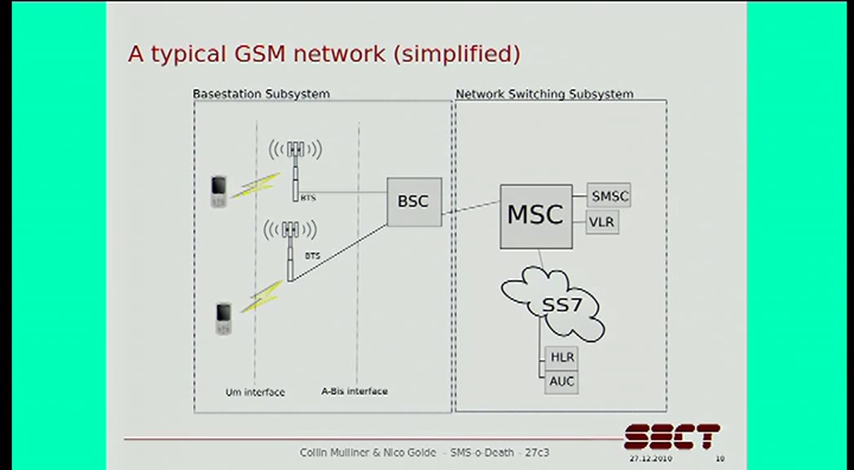 A typical GSM network (simplified)
Basestation Subsystem
Network Switching Subsystem
BTS
BSC
MSC
SMSC
VLR
BTS
SS7
HLR
AUC
Um interface
A-Bis interface
SECT
Collin Mulliner & Nico Golde - SMS-o-Death - 27c3
27.12.2010
10